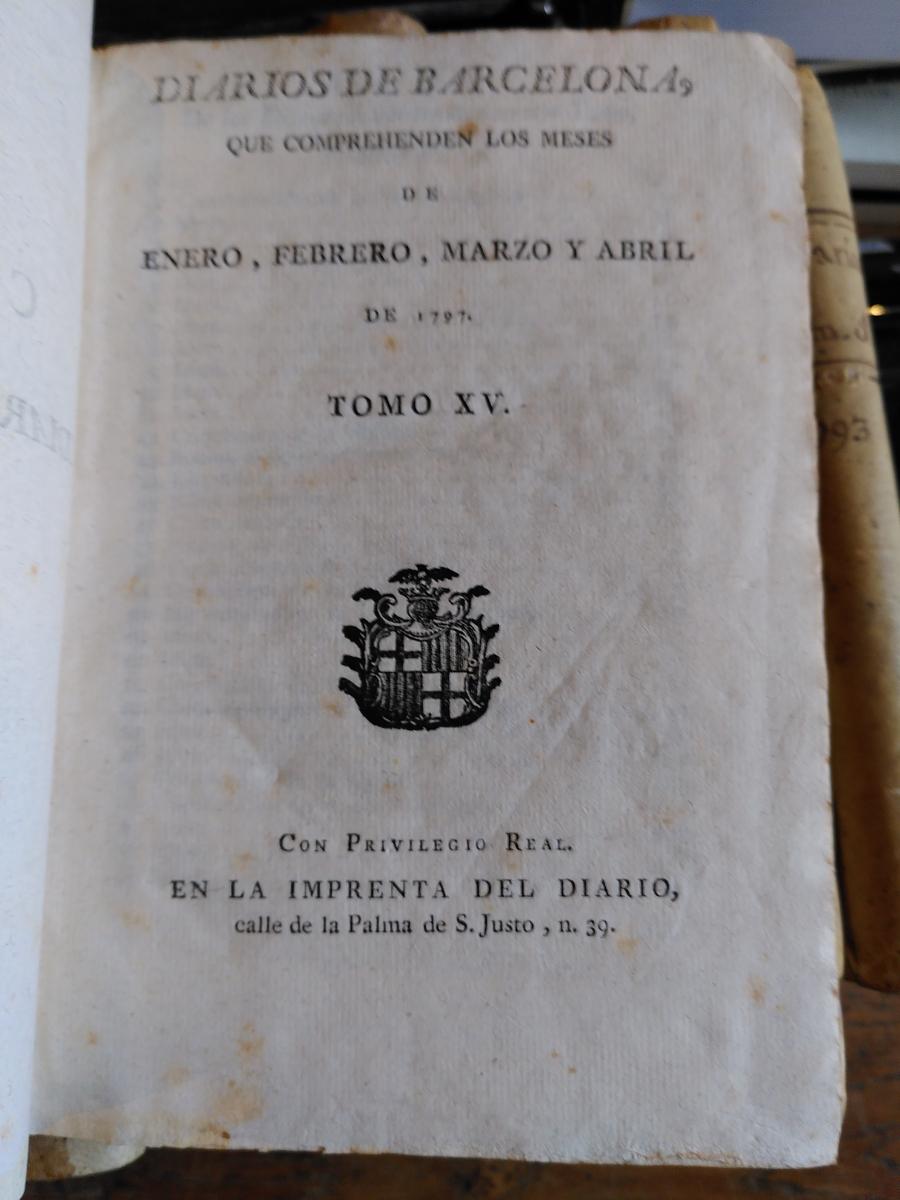 DIARIOS DE BARCELONA,
QUE COMPREHENDEN LOS MESES
DE
ENERO, FEBRERO, MARZO Y ABRIL
DE 1797.
TOMO XV.
CON PRIVILEGIO REAL.
EN LA IMPRENTA DEL DIARIO,
calle de la Palma de S. Justo, n. 39.